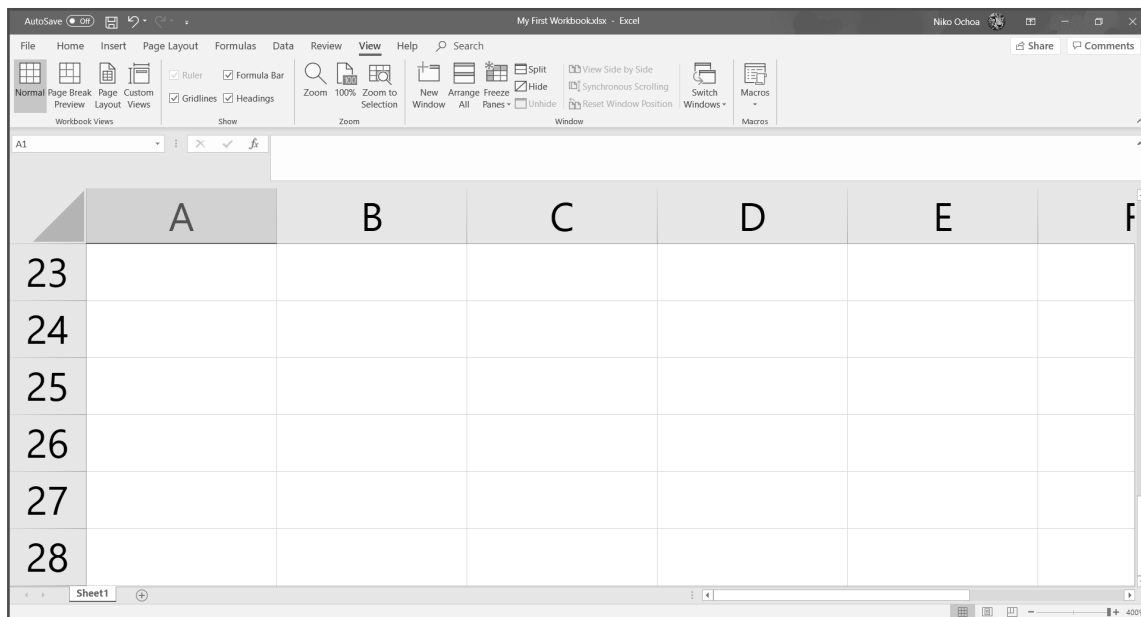 AutoSave Off My First Workbook.xlsx - Excel Niko Ochoa
File Home Insert Page Layout Formulas Data Review View Help Search Share Comments
Normal Page Break Preview Page Layout Custom Views
Ruler Formula Bar
Gridlines Headings
Zoom 100% Zoom to Selection
New Window Arrange All Freeze Panes
Split
Hide
Unhide
View Side by Side
Synchronous Scrolling
Reset Window Position
Switch Windows
Macros
Workbook Views Show Zoom Window Macros
A1 fx
A B C D E F
23
24
25
26
27
28
Sheet1
400%